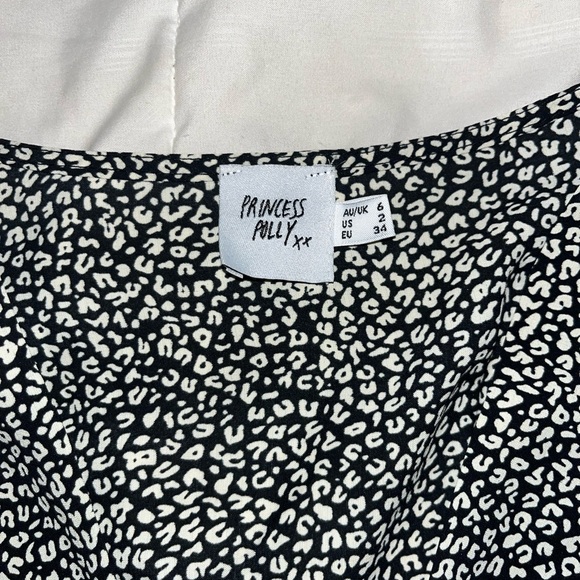 PRINCESS
POLLY xx
AU/UK 6
US 2
EU 34